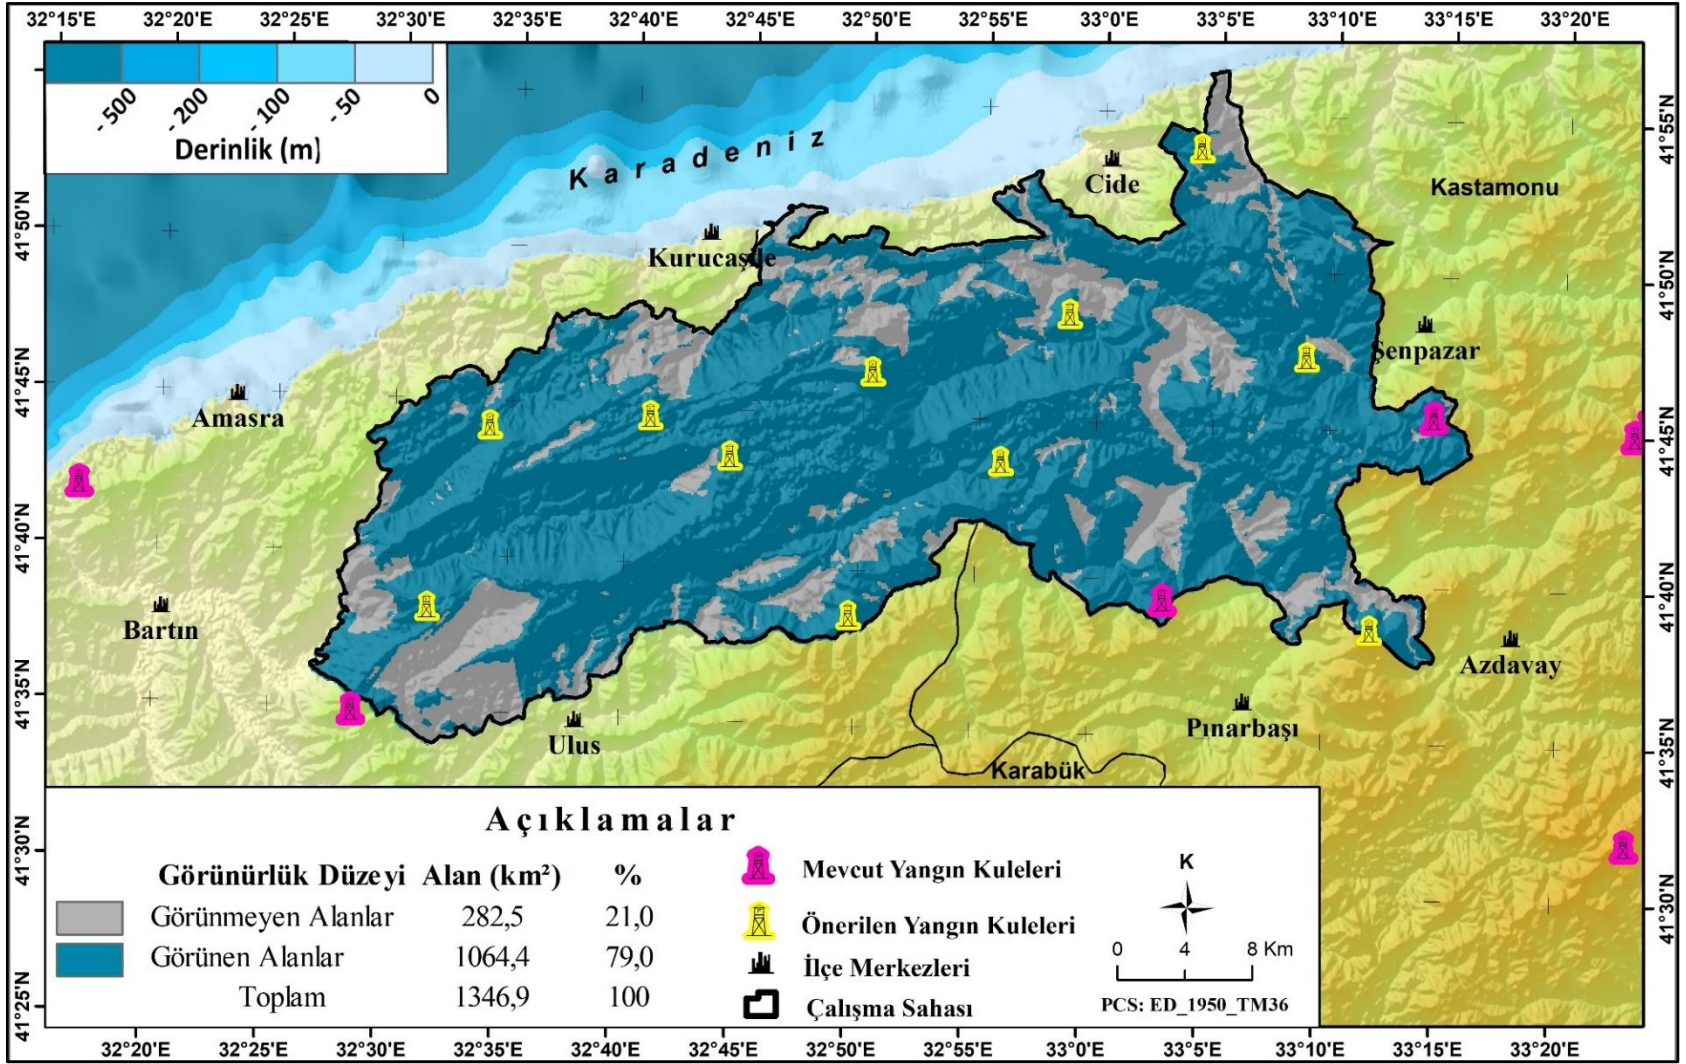 32°15'E 32°20'E 32°25'E 32°30'E 32°35'E 32°40'E 32°45'E 32°50'E 32°55'E 33°0'E 33°5'E 33°10'E 33°15'E 33°20'E
- 500 - 200 - 100 - 50 0
Derinlik (m)
Karadeniz
Cide
Kastamonu
Kurucaşile
Şenpazar
Amasra
Bartın
Azdavay
Pınarbaşı
Ulus
Karabük
41°50'N
41°45'N
41°40'N
41°35'N
41°30'N
41°25'N
41°55'N
41°50'N
41°45'N
41°40'N
41°35'N
41°30'N
Açıklamalar
Görünürlük Düzeyi Alan (km²) %
Görünmeyen Alanlar 282,5 21,0
Görünen Alanlar 1064,4 79,0
Toplam 1346,9 100
Mevcut Yangın Kuleleri
Önerilen Yangın Kuleleri
İlçe Merkezleri
Çalışma Sahası
K
0 4 8 Km
PCS: ED_1950_TM36
32°20'E 32°25'E 32°30'E 32°35'E 32°40'E 32°45'E 32°50'E 32°55'E 33°0'E 33°5'E 33°10'E 33°15'E 33°20'E